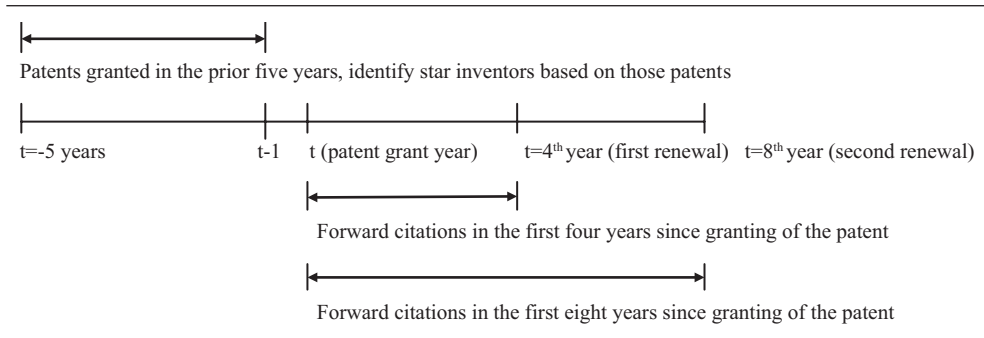 Patents granted in the prior five years, identify star inventors based on those patents
t=-5 years t-1 t (patent grant year) t=4th year (first renewal) t=8th year (second renewal)
Forward citations in the first four years since granting of the patent
Forward citations in the first eight years since granting of the patent